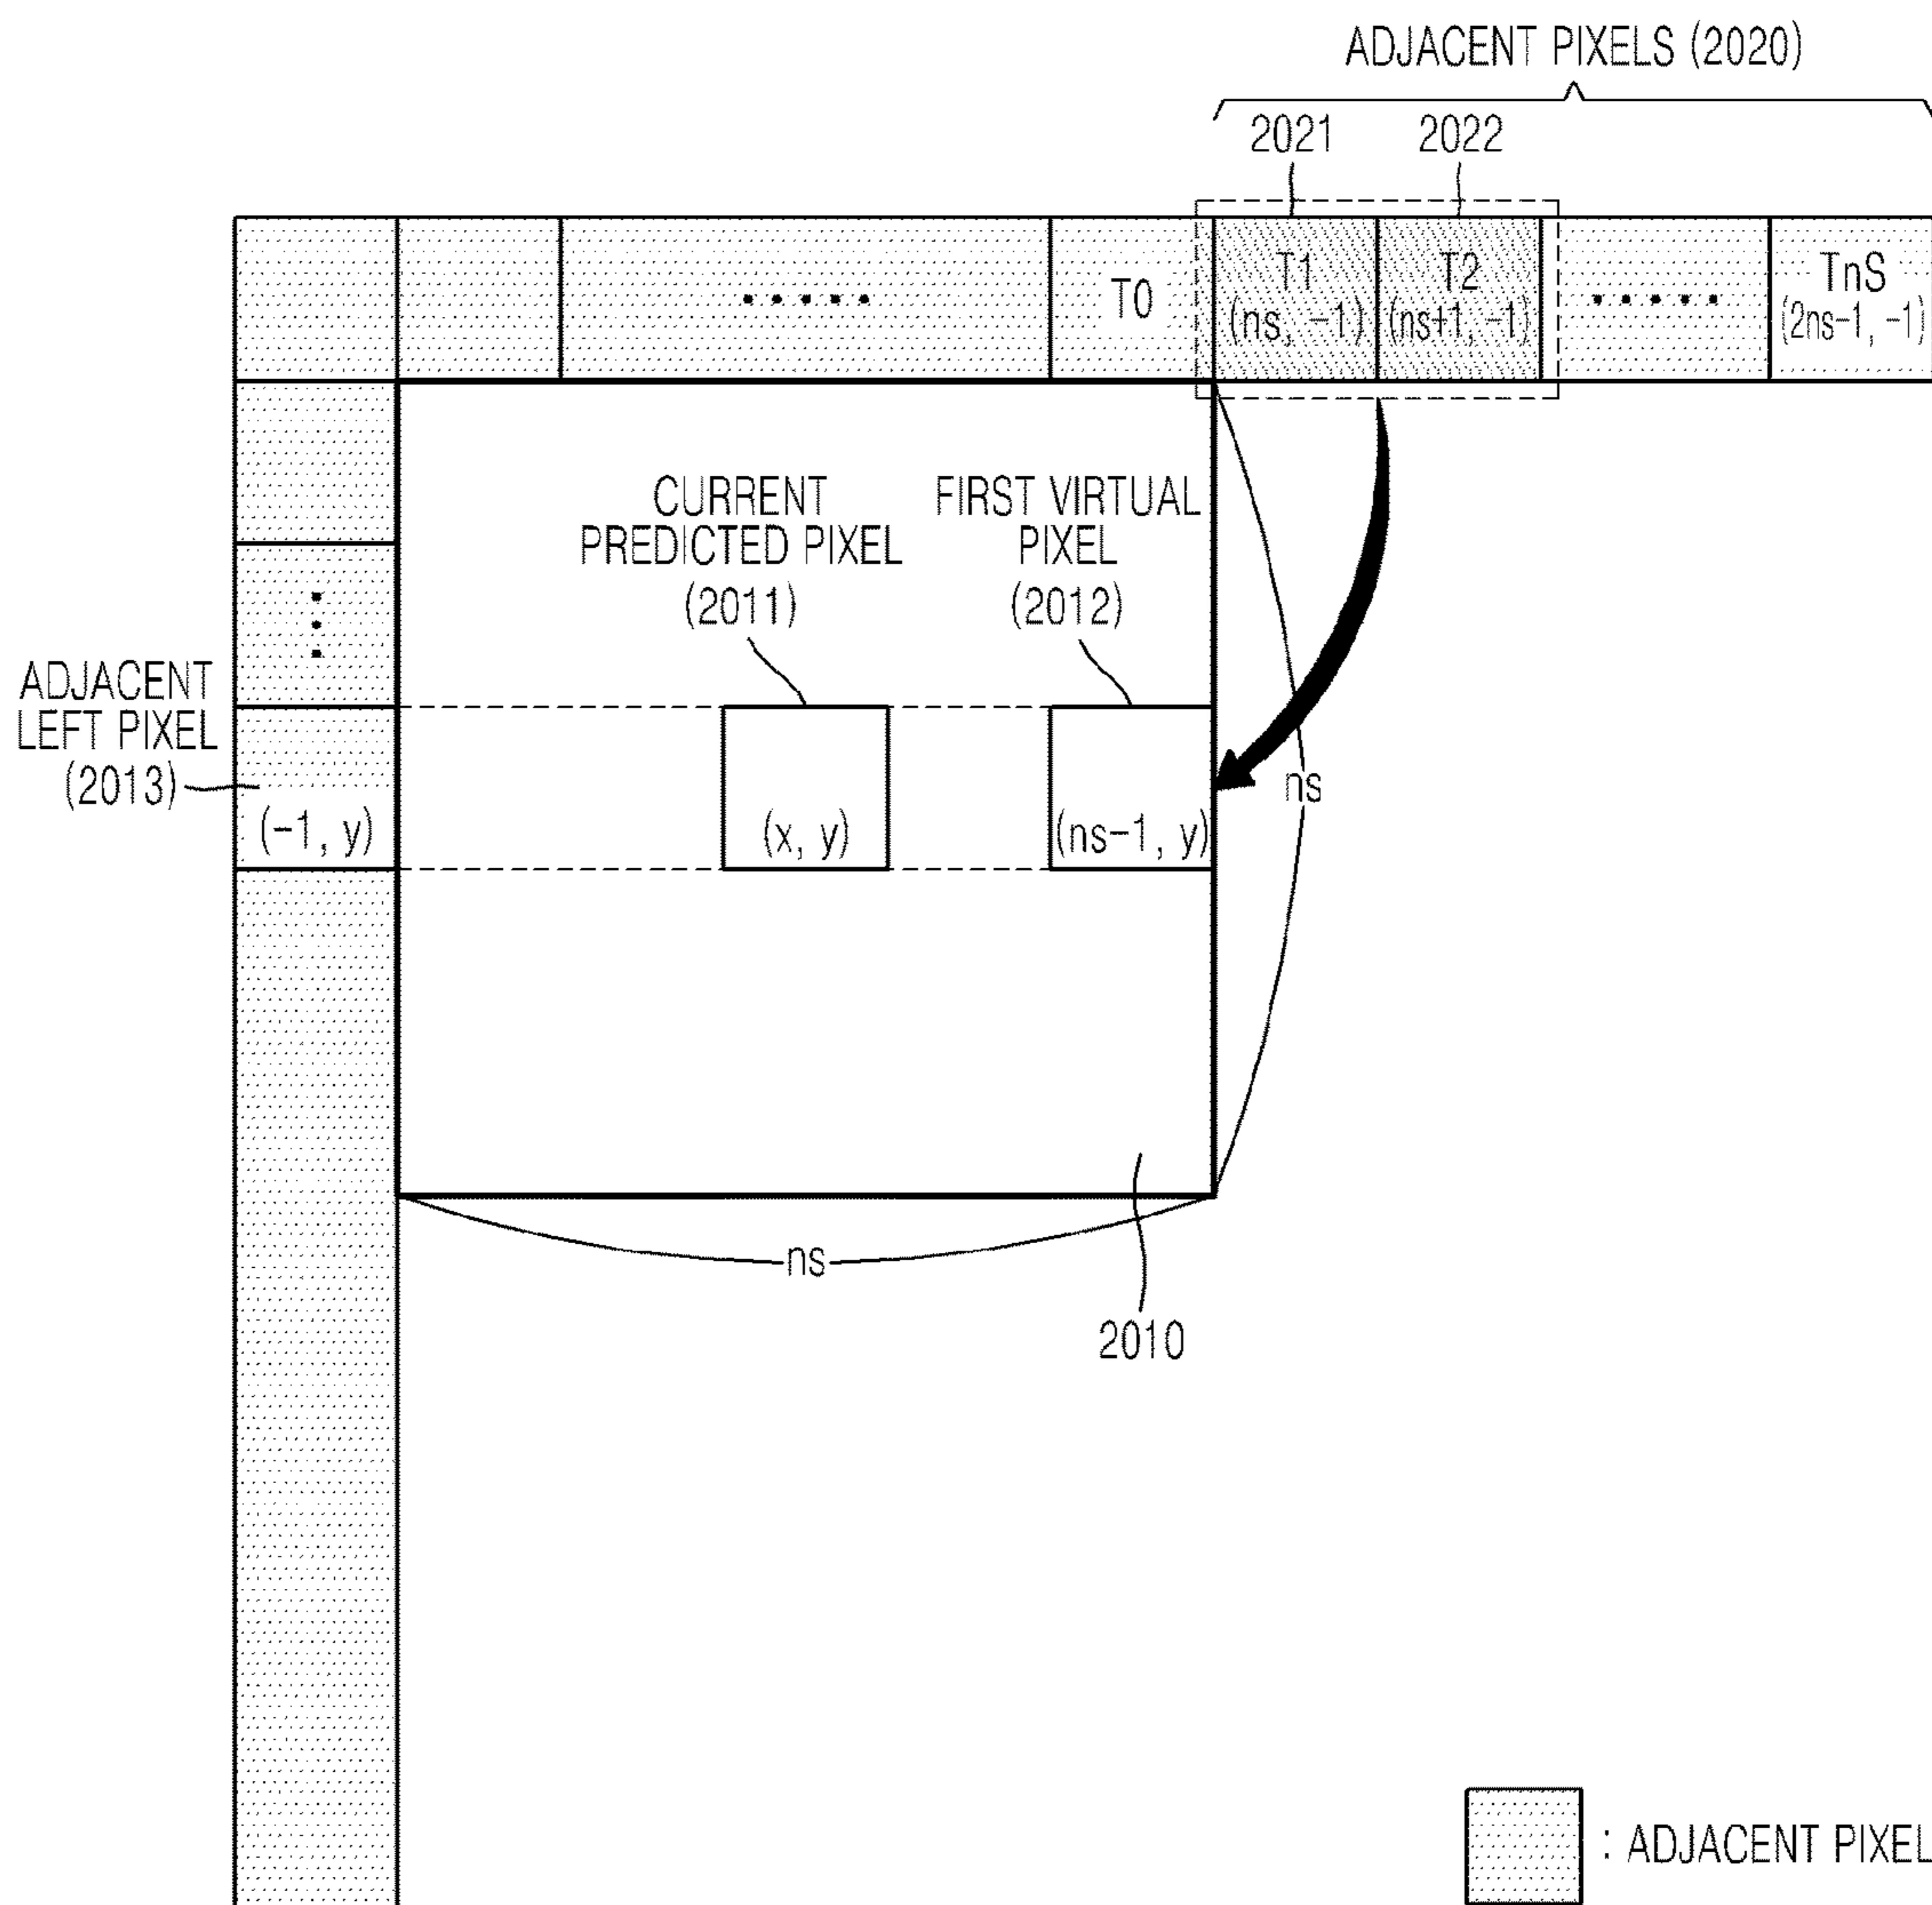 ADJACENT PIXELS (2020)
2021
2022
.....
T0
T1
(ns, -1)
T2
(ns+1, -1)
.....
TnS
(2ns-1, -1)
CURRENT
PREDICTED PIXEL
(2011)
FIRST VIRTUAL
PIXEL
(2012)
ADJACENT
LEFT PIXEL
(2013)
(-1, y)
(x, y)
(ns-1, y)
ns
ns
2010
: ADJACENT PIXEL